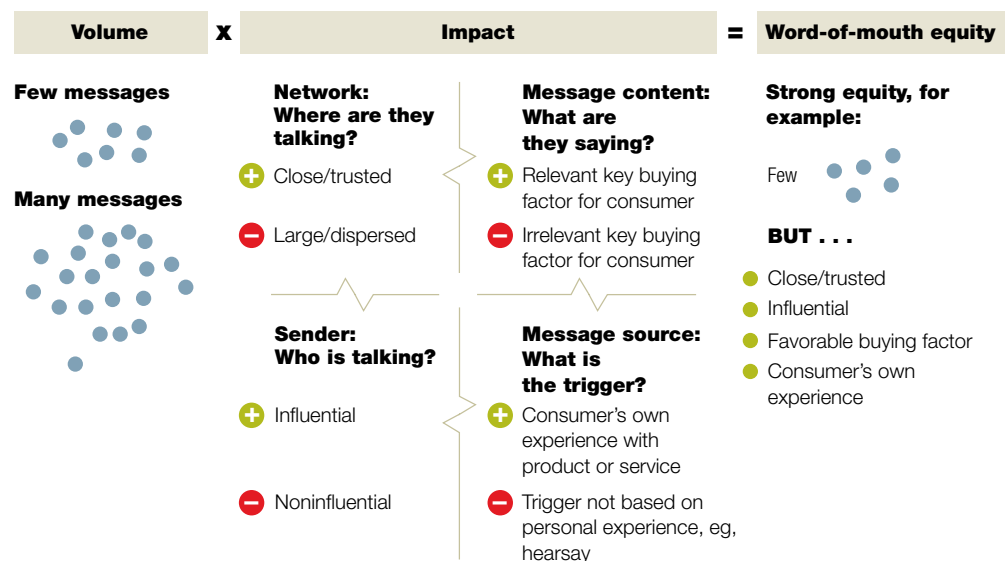 Volume
x
Impact
=
Word-of-mouth equity
Few messages
Many messages
Network:
Where are they
talking?
Close/trusted
Large/dispersed
Message content:
What are
they saying?
Relevant key buying
factor for consumer
Irrelevant key buying
factor for consumer
Sender:
Who is talking?
Influential
Noninfluential
Message source:
What is
the trigger?
Consumer’s own
experience with
product or service
Trigger not based on
personal experience, eg,
hearsay
Strong equity, for
example:
Few
BUT . . .
Close/trusted
Influential
Favorable buying factor
Consumer’s own
experience